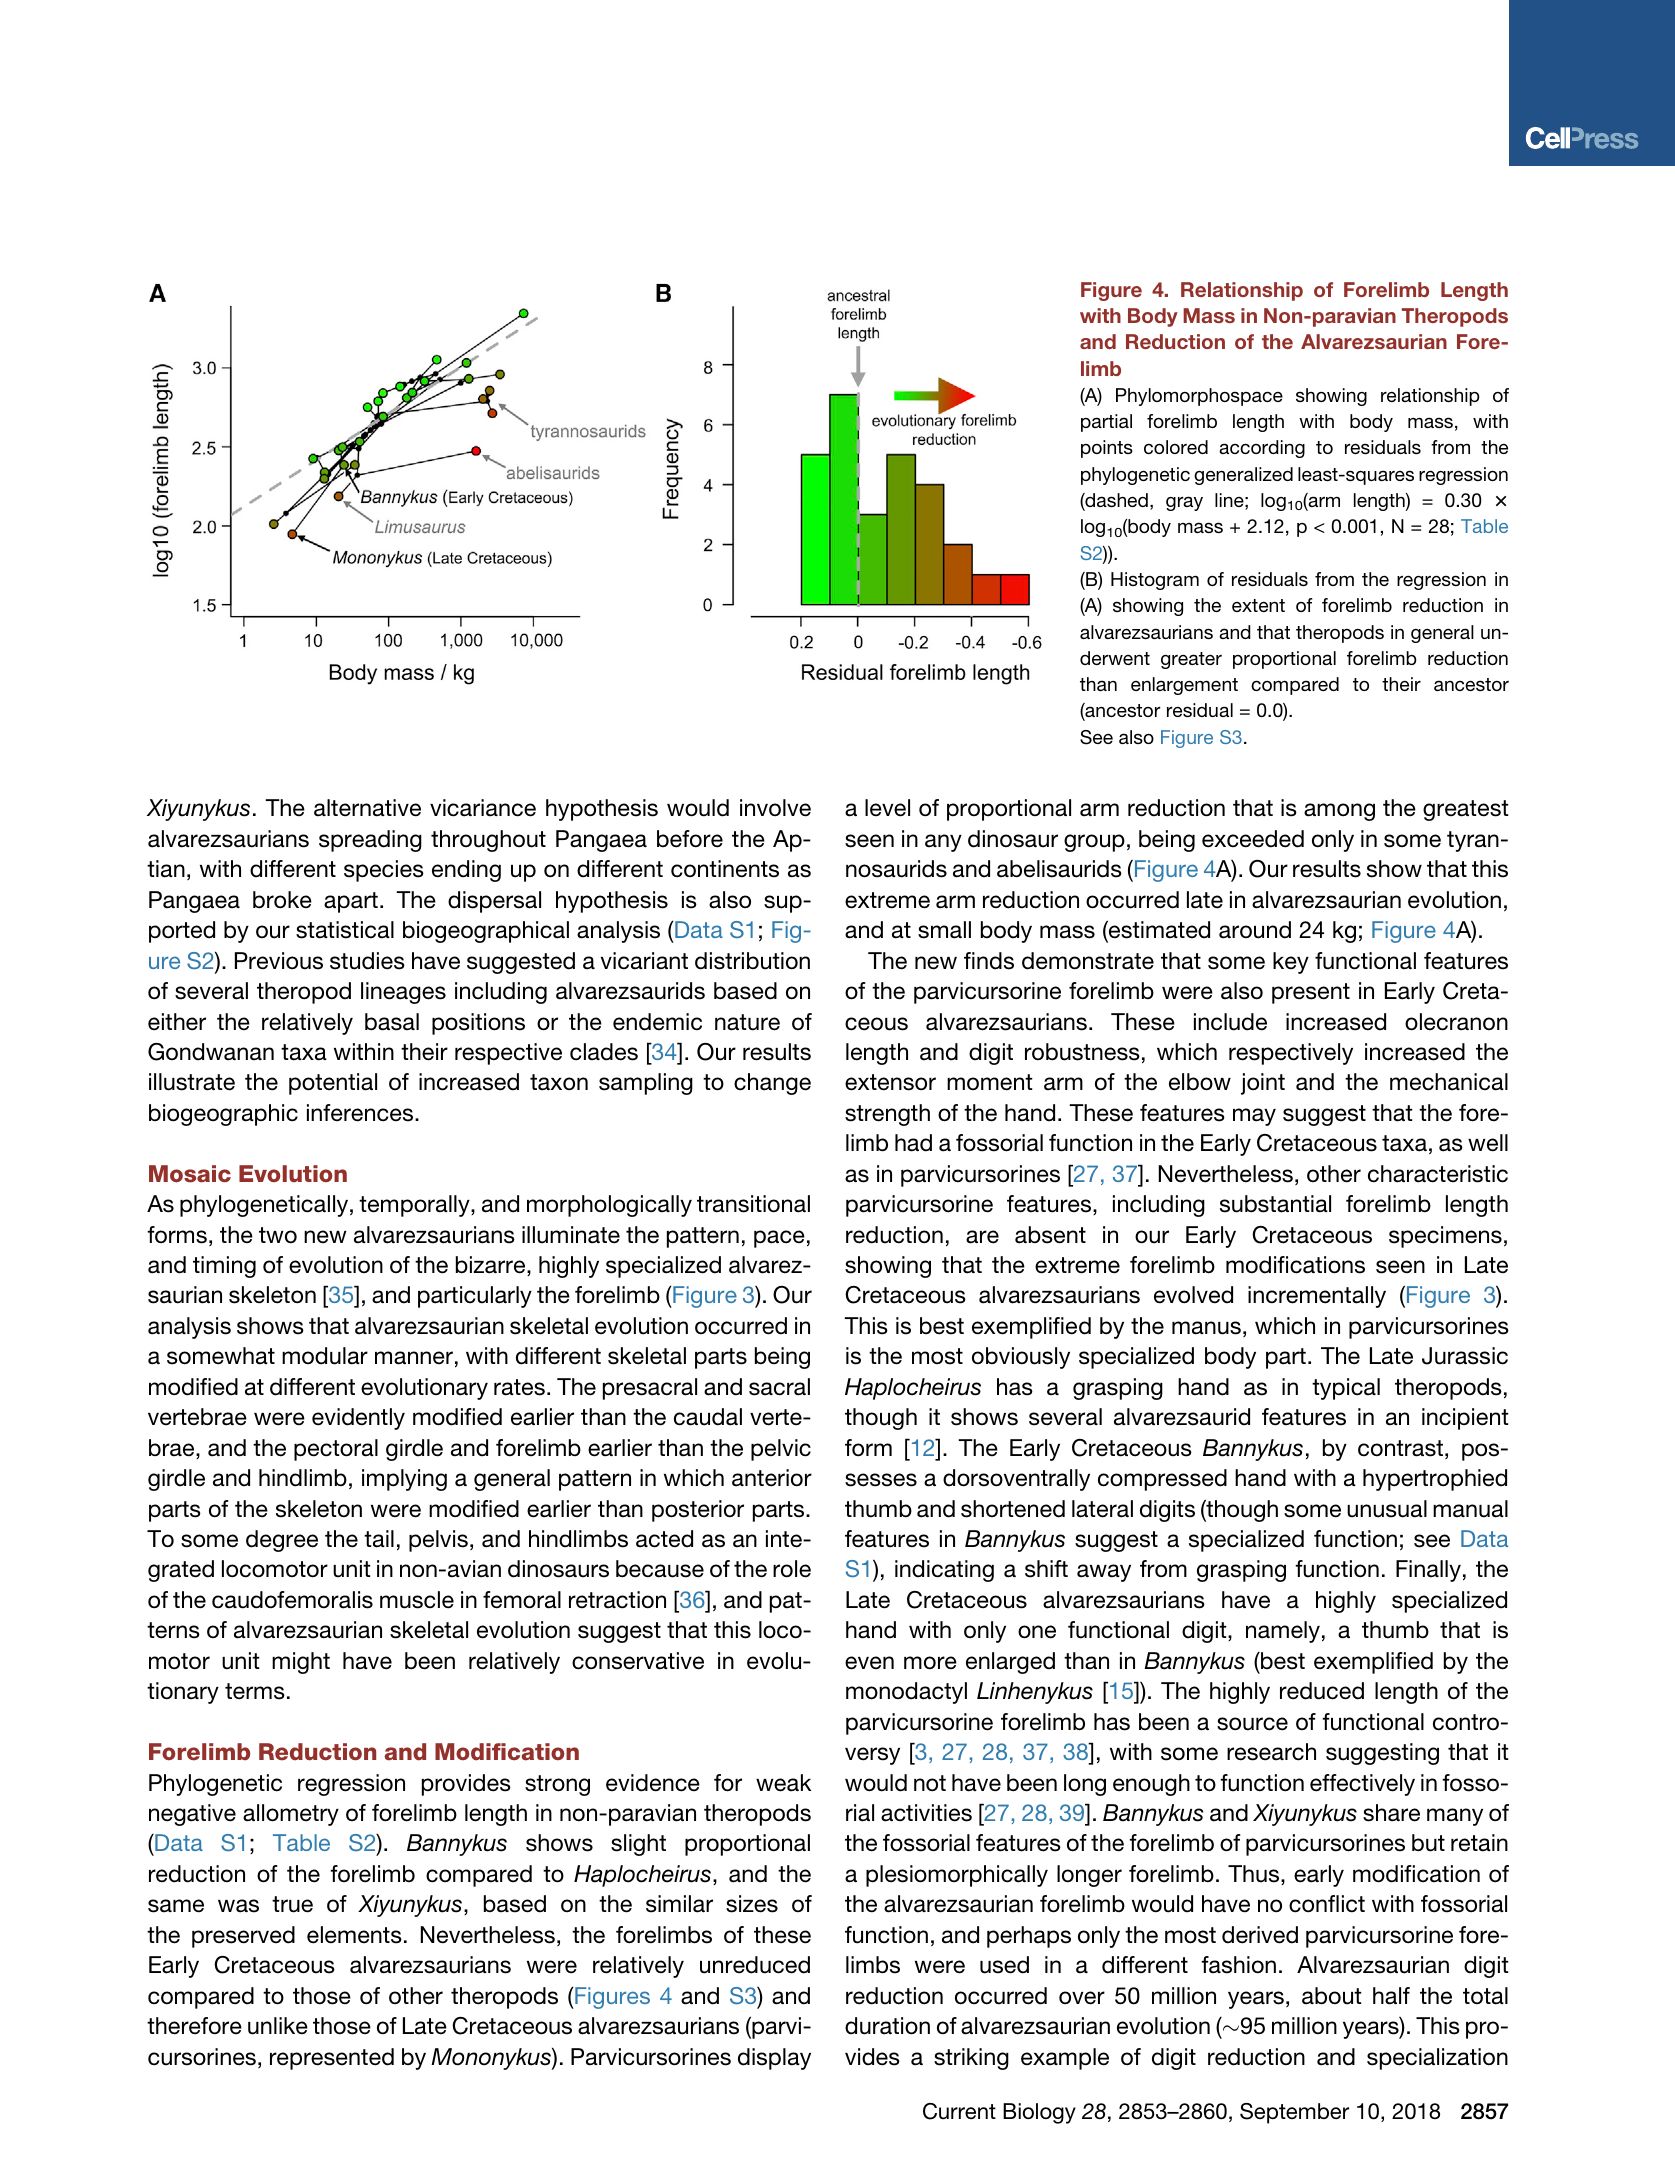 CellPress
A
log10 (forelimb length)
3.0
2.5
2.0
1.5
1
10
100
1,000
10,000
Body mass / kg
tyrannosaurids
abelisaurids
Bannykus (Early Cretaceous)
Limusaurus
Mononykus (Late Cretaceous)
B
ancestral
forelimb
length
evolutionary forelimb
reduction
Frequency
8
6
4
2
0
0.2
0
-0.2
-0.4
-0.6
Residual forelimb length
Figure 4. Relationship of Forelimb Length
with Body Mass in Non-paravian Theropods
and Reduction of the Alvarezsaurian Fore-
limb
(A) Phylomorphospace showing relationship of
partial forelimb length with body mass, with
points colored according to residuals from the
phylogenetic generalized least-squares regression
(dashed, gray line; log10(arm length) = 0.30 ×
log10(body mass + 2.12, p < 0.001, N = 28; Table
S2)).
(B) Histogram of residuals from the regression in
(A) showing the extent of forelimb reduction in
alvarezsaurians and that theropods in general un-
derwent greater proportional forelimb reduction
than enlargement compared to their ancestor
(ancestor residual = 0.0).
See also Figure S3.
Xiyunykus. The alternative vicariance hypothesis would involve
alvarezsaurians spreading throughout Pangaea before the Ap-
tian, with different species ending up on different continents as
Pangaea broke apart. The dispersal hypothesis is also sup-
ported by our statistical biogeographical analysis (Data S1; Fig-
ure S2). Previous studies have suggested a vicariant distribution
of several theropod lineages including alvarezsaurids based on
either the relatively basal positions or the endemic nature of
Gondwanan taxa within their respective clades [34]. Our results
illustrate the potential of increased taxon sampling to change
biogeographic inferences.
Mosaic Evolution
As phylogenetically, temporally, and morphologically transitional
forms, the two new alvarezsaurians illuminate the pattern, pace,
and timing of evolution of the bizarre, highly specialized alvarez-
saurian skeleton [35], and particularly the forelimb (Figure 3). Our
analysis shows that alvarezsaurian skeletal evolution occurred in
a somewhat modular manner, with different skeletal parts being
modified at different evolutionary rates. The presacral and sacral
vertebrae were evidently modified earlier than the caudal verte-
brae, and the pectoral girdle and forelimb earlier than the pelvic
girdle and hindlimb, implying a general pattern in which anterior
parts of the skeleton were modified earlier than posterior parts.
To some degree the tail, pelvis, and hindlimbs acted as an inte-
grated locomotor unit in non-avian dinosaurs because of the role
of the caudofemoralis muscle in femoral retraction [36], and pat-
terns of alvarezsaurian skeletal evolution suggest that this loco-
motor unit might have been relatively conservative in evolu-
tionary terms.
Forelimb Reduction and Modification
Phylogenetic regression provides strong evidence for weak
negative allometry of forelimb length in non-paravian theropods
(Data S1; Table S2). Bannykus shows slight proportional
reduction of the forelimb compared to Haplocheirus, and the
same was true of Xiyunykus, based on the similar sizes of
the preserved elements. Nevertheless, the forelimbs of these
Early Cretaceous alvarezsaurians were relatively unreduced
compared to those of other theropods (Figures 4 and S3) and
therefore unlike those of Late Cretaceous alvarezsaurians (parvi-
cursorines, represented by Mononykus). Parvicursorines display
a level of proportional arm reduction that is among the greatest
seen in any dinosaur group, being exceeded only in some tyran-
nosaurids and abelisaurids (Figure 4A). Our results show that this
extreme arm reduction occurred late in alvarezsaurian evolution,
and at small body mass (estimated around 24 kg; Figure 4A).
The new finds demonstrate that some key functional features
of the parvicursorine forelimb were also present in Early Creta-
ceous alvarezsaurians. These include increased olecranon
length and digit robustness, which respectively increased the
extensor moment arm of the elbow joint and the mechanical
strength of the hand. These features may suggest that the fore-
limb had a fossorial function in the Early Cretaceous taxa, as well
as in parvicursorines [27, 37]. Nevertheless, other characteristic
parvicursorine features, including substantial forelimb length
reduction, are absent in our Early Cretaceous specimens,
showing that the extreme forelimb modifications seen in Late
Cretaceous alvarezsaurians evolved incrementally (Figure 3).
This is best exemplified by the manus, which in parvicursorines
is the most obviously specialized body part. The Late Jurassic
Haplocheirus has a grasping hand as in typical theropods,
though it shows several alvarezsaurid features in an incipient
form [12]. The Early Cretaceous Bannykus, by contrast, pos-
sesses a dorsoventrally compressed hand with a hypertrophied
thumb and shortened lateral digits (though some unusual manual
features in Bannykus suggest a specialized function; see Data
S1), indicating a shift away from grasping function. Finally, the
Late Cretaceous alvarezsaurians have a highly specialized
hand with only one functional digit, namely, a thumb that is
even more enlarged than in Bannykus (best exemplified by the
monodactyl Linhenykus [15]). The highly reduced length of the
parvicursorine forelimb has been a source of functional contro-
versy [3, 27, 28, 37, 38], with some research suggesting that it
would not have been long enough to function effectively in fosso-
rial activities [27, 28, 39]. Bannykus and Xiyunykus share many of
the fossorial features of the forelimb of parvicursorines but retain
a plesiomorphically longer forelimb. Thus, early modification of
the alvarezsaurian forelimb would have no conflict with fossorial
function, and perhaps only the most derived parvicursorine fore-
limbs were used in a different fashion. Alvarezsaurian digit
reduction occurred over 50 million years, about half the total
duration of alvarezsaurian evolution (∼95 million years). This pro-
vides a striking example of digit reduction and specialization
Current Biology 28, 2853–2860, September 10, 2018 2857